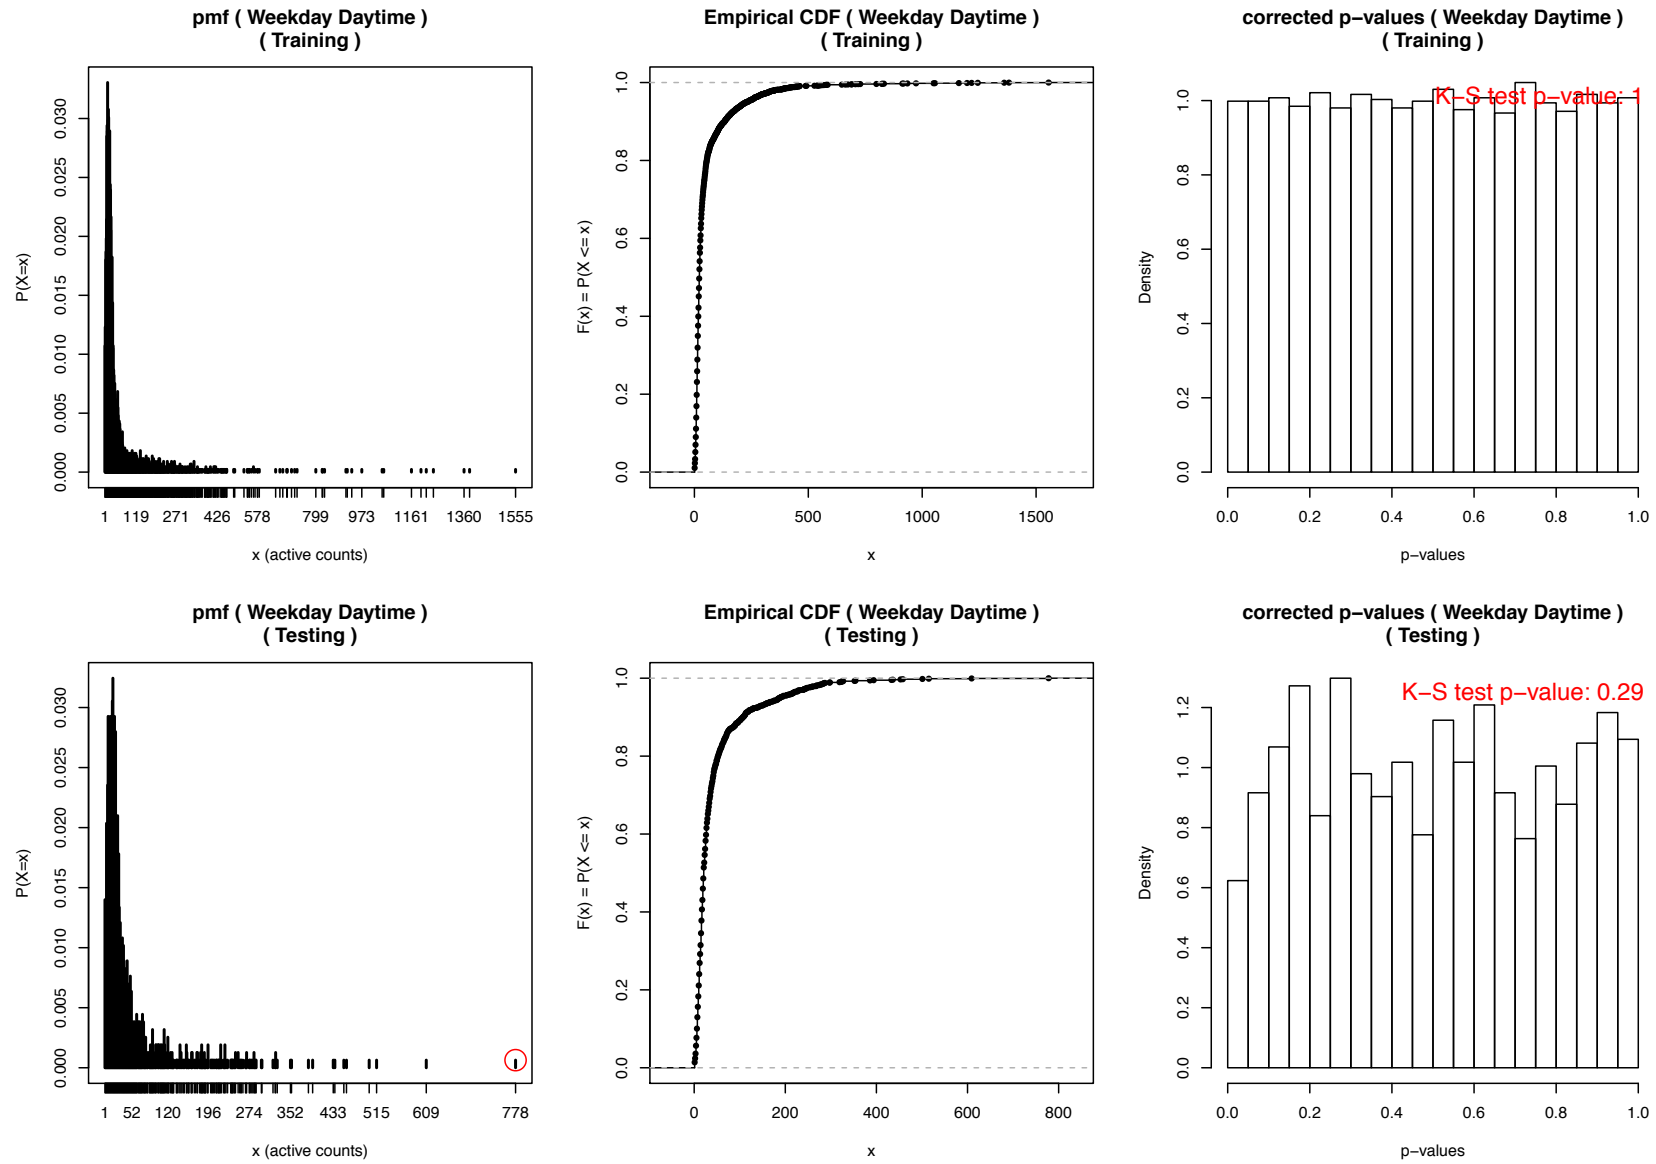 pmf ( Weekday Daytime )
( Training )
P(X=x)
0.000 0.005 0.010 0.015 0.020 0.025 0.030
1 119 271 426 578 799 973 1161 1360 1555
x (active counts)
Empirical CDF ( Weekday Daytime )
( Training )
F(x) = P(X <= x)
0.0 0.2 0.4 0.6 0.8 1.0
0 500 1000 1500
x
corrected p−values ( Weekday Daytime )
( Training )
K−S test p−value: 1
Density
0.0 0.2 0.4 0.6 0.8 1.0
0.0 0.2 0.4 0.6 0.8 1.0
p−values
pmf ( Weekday Daytime )
( Testing )
P(X=x)
0.000 0.005 0.010 0.015 0.020 0.025 0.030
1 52 120 196 274 352 433 515 609 778
x (active counts)
Empirical CDF ( Weekday Daytime )
( Testing )
F(x) = P(X <= x)
0.0 0.2 0.4 0.6 0.8 1.0
0 200 400 600 800
x
corrected p−values ( Weekday Daytime )
( Testing )
K−S test p−value: 0.29
Density
0.0 0.2 0.4 0.6 0.8 1.0 1.2
0.0 0.2 0.4 0.6 0.8 1.0
p−values